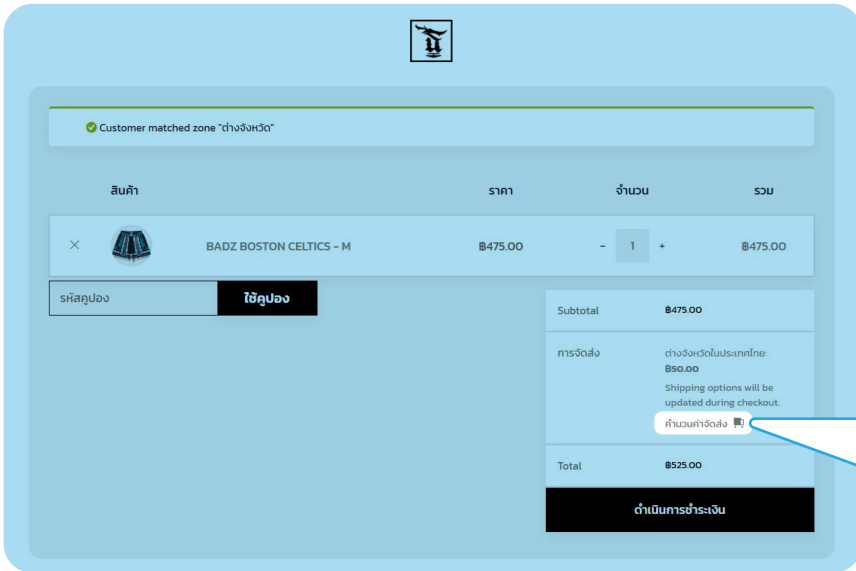 Customer matched zone "ต่างจังหวัด"
สินค้า ราคา จำนวน รวม
× BADZ BOSTON CELTICS – M ฿475.00 - 1 + ฿475.00
รหัสคูปอง ใช้คูปอง
Subtotal ฿475.00
การจัดส่ง ต่างจังหวัดในประเทศไทย:
฿50.00
Shipping options will be
updated during checkout.
คำนวนค่าจัดส่ง
Total ฿525.00
ดำเนินการชำระเงิน